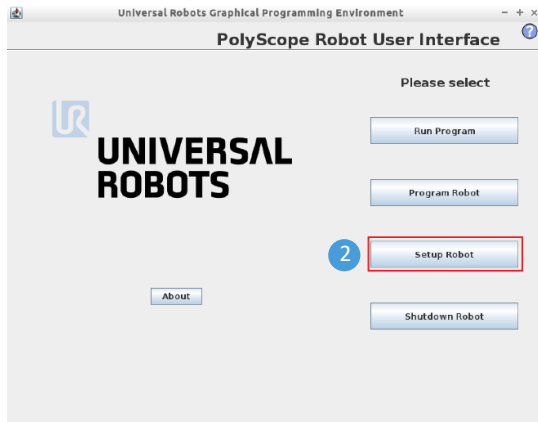 Universal Robots Graphical Programming Environment
PolyScope Robot User Interface
?
Please select
UR
UNIVERSAL
ROBOTS
Run Program
Program Robot
2
Setup Robot
About
Shutdown Robot